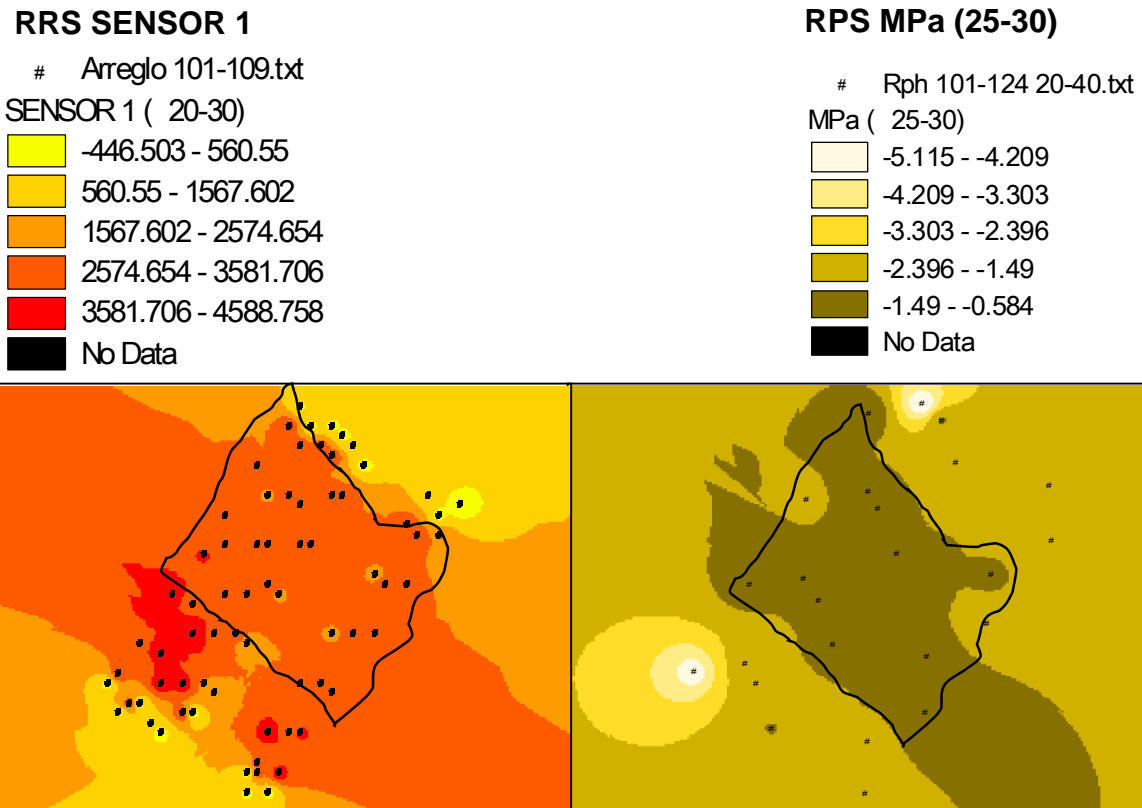 RRS SENSOR 1
# Arreglo 101-109.txt
SENSOR 1 ( 20-30)
-446.503 - 560.55
560.55 - 1567.602
1567.602 - 2574.654
2574.654 - 3581.706
3581.706 - 4588.758
No Data
RPS MPa (25-30)
# Rph 101-124 20-40.txt
MPa ( 25-30)
-5.115 - -4.209
-4.209 - -3.303
-3.303 - -2.396
-2.396 - -1.49
-1.49 - -0.584
No Data